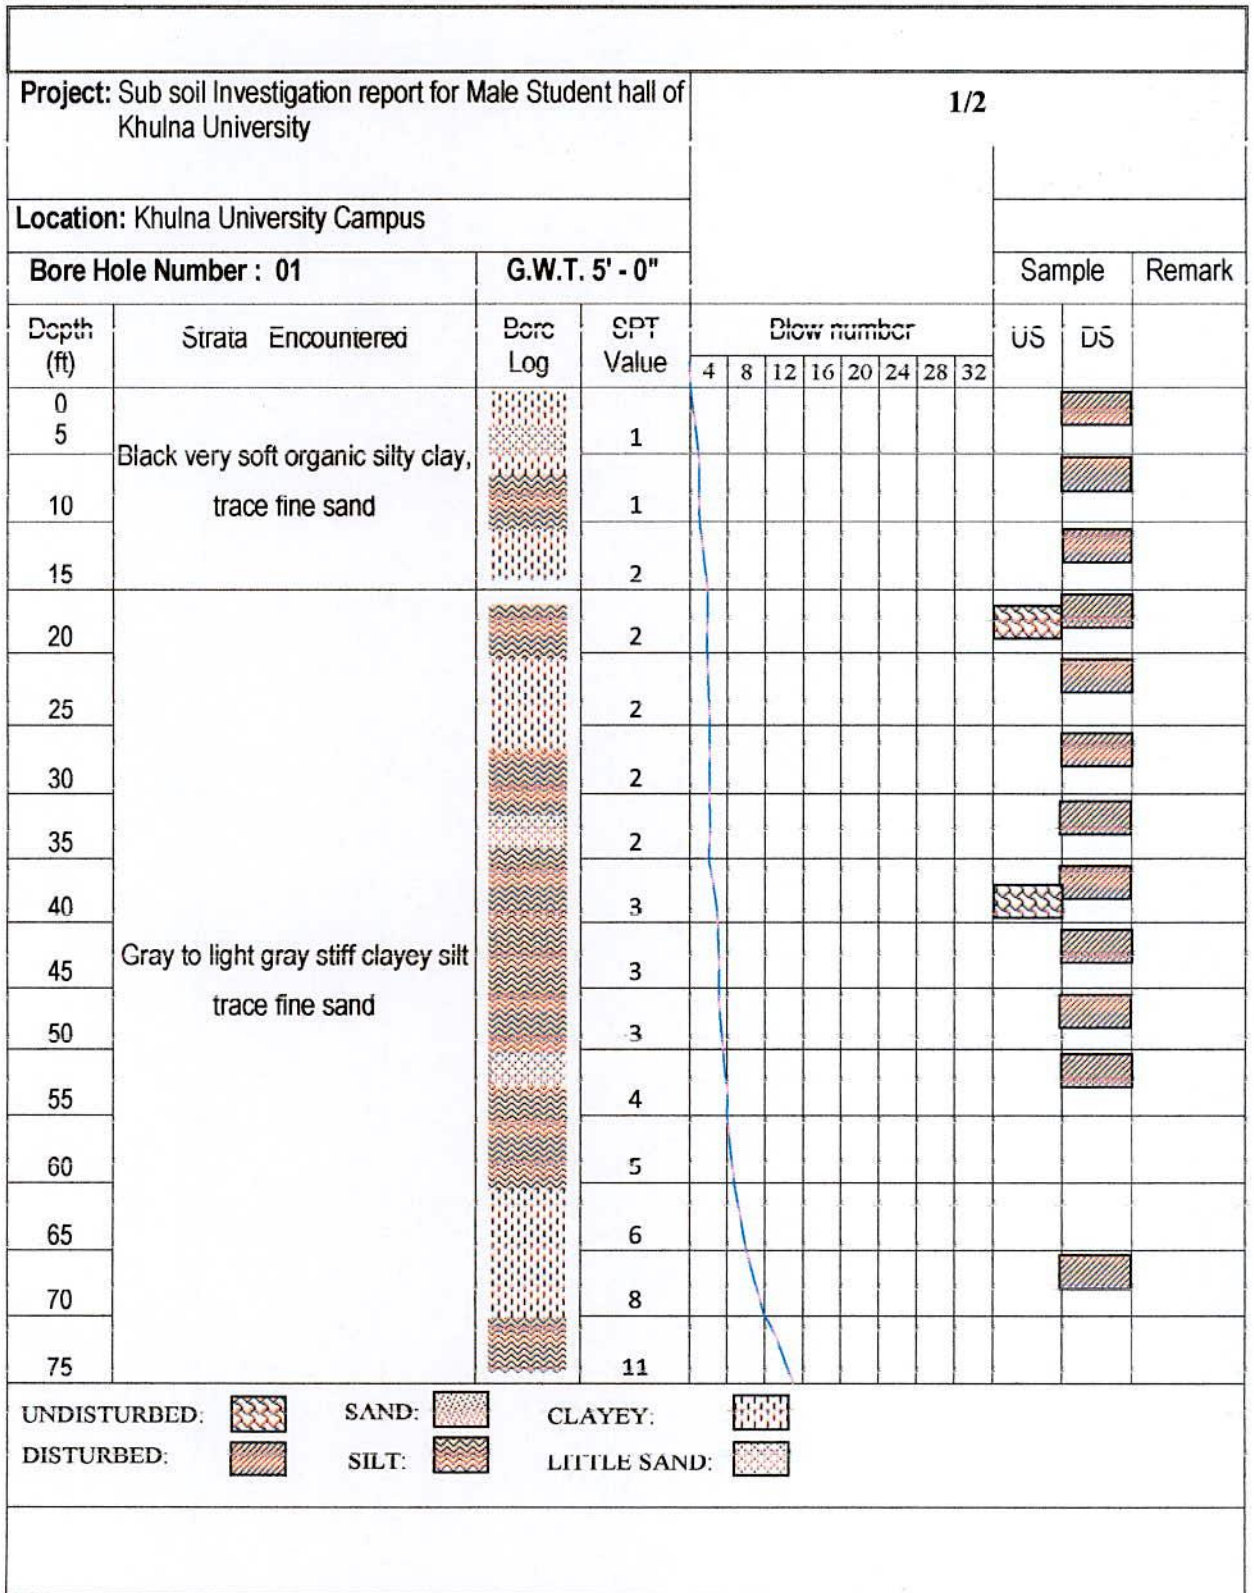 Project: Sub soil Investigation report for Male Student hall of
Khulna University
1/2
Location: Khulna University Campus
Bore Hole Number : 01
G.W.T. 5' - 0"
Sample
Remark
Depth
(ft)
Strata Encountered
Bore
Log
SPT
Value
Blow number
4 8 12 16 20 24 28 32
US
DS
0
5 1
Black very soft organic silty clay,
10 trace fine sand 1
15 2
20 2
25 2
30 2
35 2
40 3
Gray to light gray stiff clayey silt
45 3
trace fine sand
50 3
55 4
60 5
65 6
70 8
75 11
UNDISTURBED: SAND: CLAYEY:
DISTURBED: SILT: LITTLE SAND: